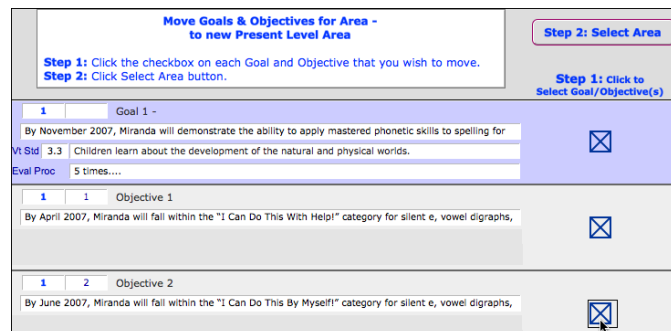 Move Goals & Objectives for Area -
to new Present Level Area
Step 1: Click the checkbox on each Goal and Objective that you wish to move.
Step 2: Click Select Area button.
Step 2: Select Area
Step 1: Click to
Select Goal/Objective(s)
1 Goal 1 -
By November 2007, Miranda will demonstrate the ability to apply mastered phonetic skills to spelling for
Vt Std 3.3 Children learn about the development of the natural and physical worlds.
Eval Proc 5 times....
1 1 Objective 1
By April 2007, Miranda will fall within the “I Can Do This With Help!” category for silent e, vowel digraphs,
1 2 Objective 2
By June 2007, Miranda will fall within the “I Can Do This By Myself!” category for silent e, vowel digraphs,